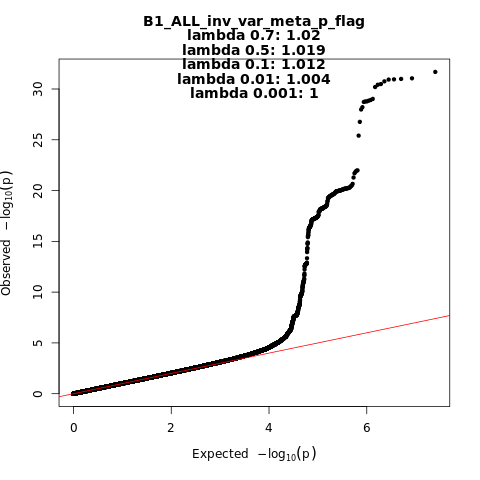 B1_ALL_inv_var_meta_p_flag
lambda 0.7: 1.02
lambda 0.5: 1.019
lambda 0.1: 1.012
lambda 0.01: 1.004
lambda 0.001: 1
Observed −log10(p)
30
25
20
15
10
5
0
0 2 4 6
Expected −log10(p)